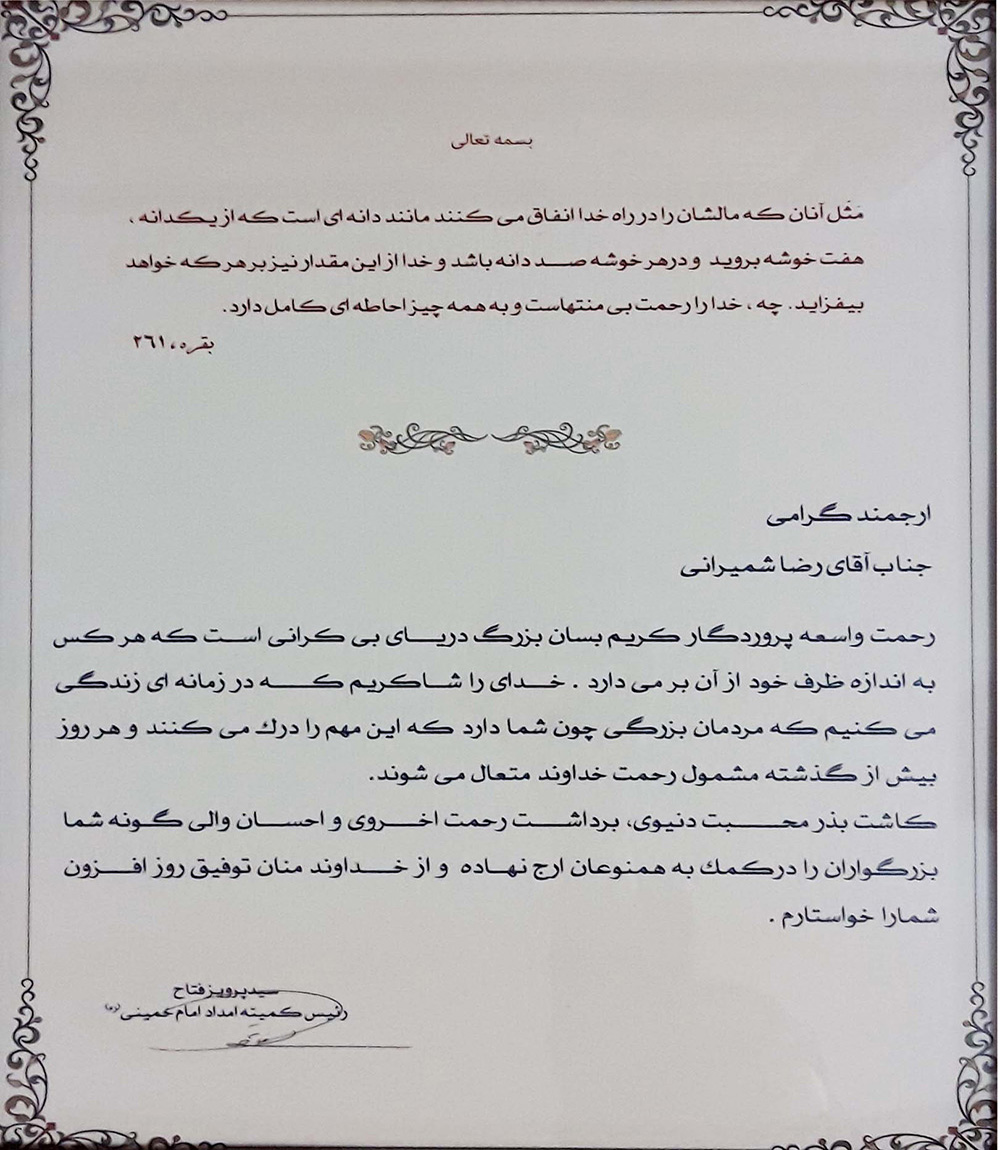 بسمه تعالی
مَثَل آنان که مالشان را در راه خدا انفاق می کنند مانند دانه ای است که از یکدانه ،
هفت خوشه بروید و در هر خوشه صد دانه باشد و خدا از این مقدار نیز بر هر که خواهد
بیفزاید. چه ، خدا را رحمت بی منتهاست و به همه چیز احاطه ای کامل دارد.
بقره، ۲۶۱
ارجمند گرامی
جناب آقای رضا شمیرانی
رحمت واسعه پروردگار کریم بسان بزرگ دریای بی کرانی است که هر کس
به اندازه ظرف خود از آن بر می دارد . خدای را شاکریم که در زمانه ای زندگی
می کنیم که مردمان بزرگی چون شما دارد که این مهم را درك می کنند و هر روز
بیش از گذشته مشمول رحمت خداوند متعال می شوند.
کاشت بذر محبت دنیوی، برداشت رحمت اخروی و احسان والی گونه شما
بزرگواران را درکمك به همنوعان ارج نهاده و از خداوند منان توفیق روز افزون
شمارا خواستارم .
سیدپرویز فتاح
رئیس کمیته امداد امام خمینی (ره)